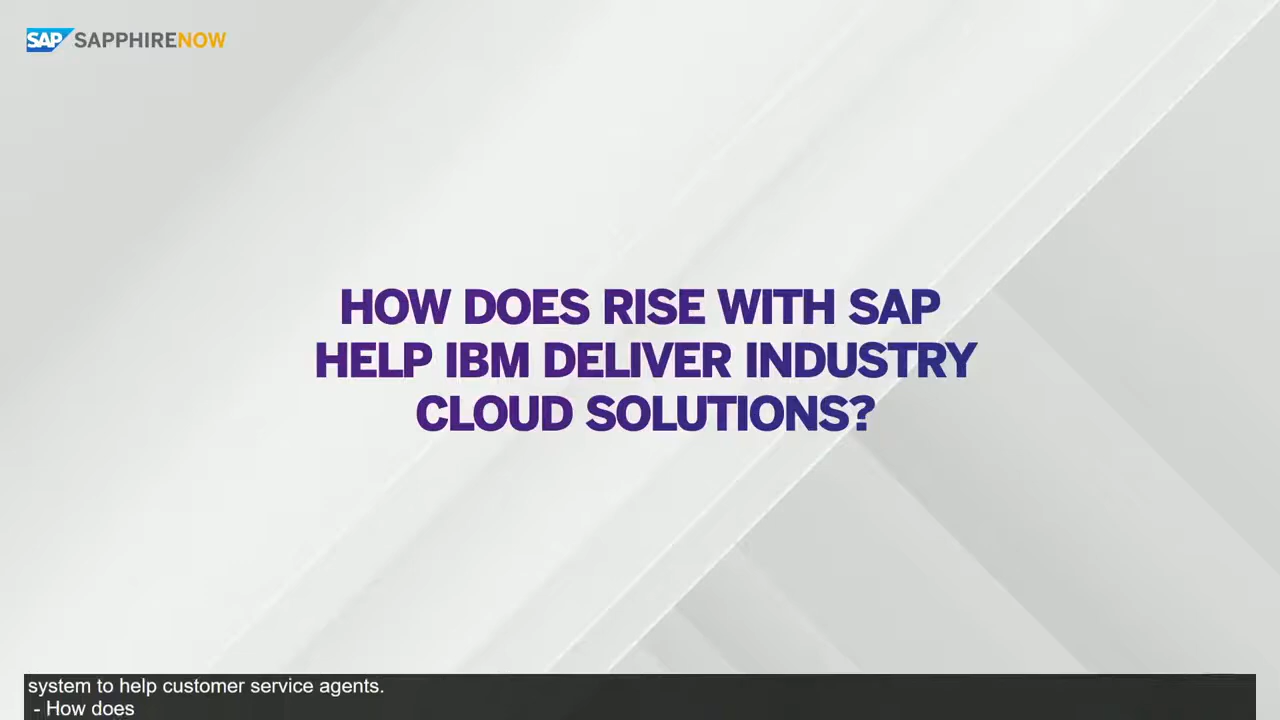 SAP SAPPHIRENOW
HOW DOES RISE WITH SAP
HELP IBM DELIVER INDUSTRY
CLOUD SOLUTIONS?
system to help customer service agents.
- How does